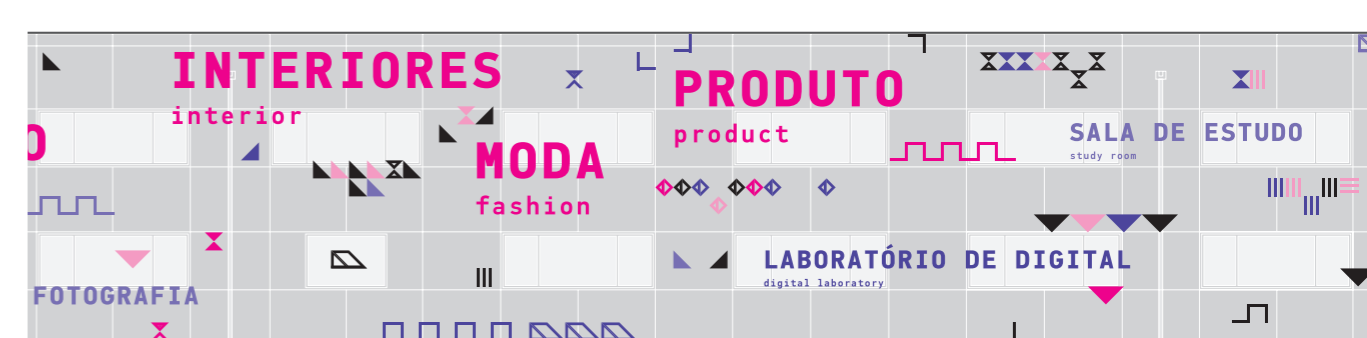 INTERIORES
interior
PRODUTO
product
SALA DE ESTUDO
study room
O
MODA
fashion
LABORATÓRIO DE DIGITAL
digital laboratory
FOTOGRAFIA